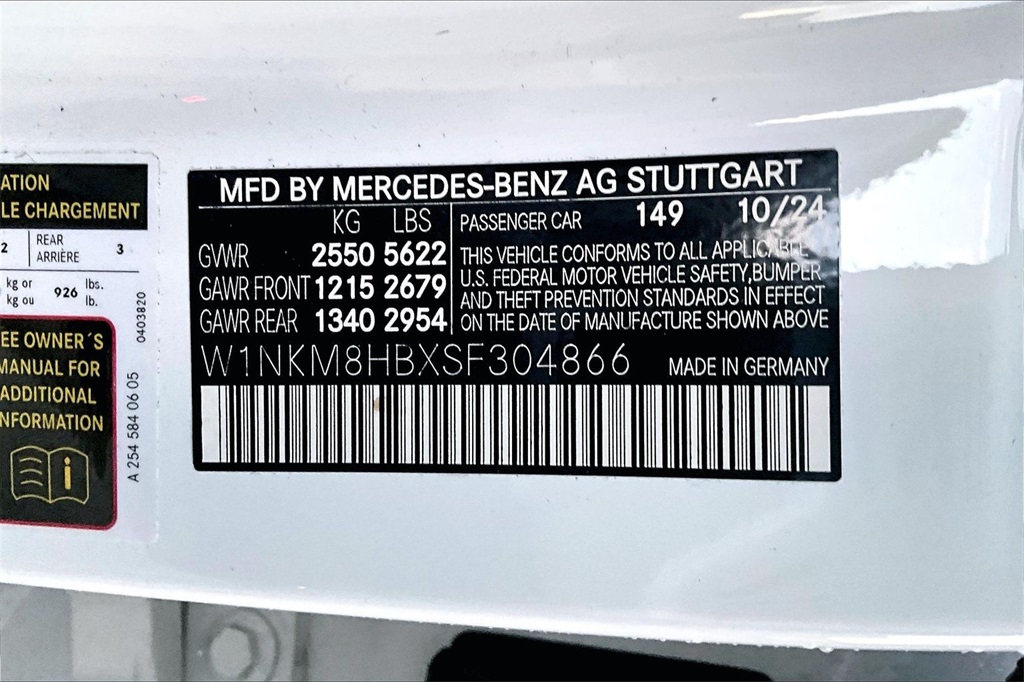 ATION
LE CHARGEMENT
2 REAR ARRIÈRE 3
kg or kg ou 926 lbs. lb.
EE OWNER´S
MANUAL FOR
ADDITIONAL
NFORMATION
i
0403820
A 254 584 06 05
MFD BY MERCEDES-BENZ AG STUTTGART
KG LBS
GVWR 2550 5622
GAWR FRONT 1215 2679
GAWR REAR 1340 2954
PASSENGER CAR 149 10/24
THIS VEHICLE CONFORMS TO ALL APPLICABLE
U.S. FEDERAL MOTOR VEHICLE SAFETY,BUMPER
AND THEFT PREVENTION STANDARDS IN EFFECT
ON THE DATE OF MANUFACTURE SHOWN ABOVE
W1NKM8HBXSF304866 MADE IN GERMANY